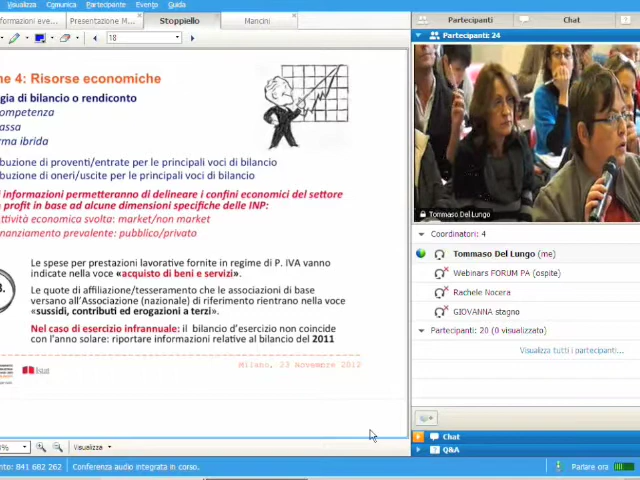 Visualizza Comunica Partecipante Evento Guida
formazioni eve... Presentazione M... Stoppiello Mancini
18
Partecipanti Chat
Partecipanti: 24
ne 4: Risorse economiche
gia di bilancio o rendiconto
ompetenza
assa
rma ibrida
buzione di proventi/entrate per le principali voci di bilancio
buzione di oneri/uscite per le principali voci di bilancio
i informazioni permetteranno di delineare i confini economici del settore
profit in base ad alcune dimensioni specifiche delle INP:
ttività economica svolta: market/non market
nanziamento prevalente: pubblico/privato
Le spese per prestazioni lavorative fornite in regime di P. IVA vanno
indicate nella voce «acquisto di beni e servizi».
Le quote di affiliazione/tesseramento che le associazioni di base
versano all'Associazione (nazionale) di riferimento rientrano nella voce
«sussidi, contributi ed erogazioni a terzi».
Nel caso di esercizio infrannuale: il bilancio d'esercizio non coincide
con l'anno solare: riportare informazioni relative al bilancio del 2011
Istat
Milano, 23 Novembre 2012
Tommaso Del Lungo
Coordinatori: 4
Tommaso Del Lungo (me)
Webinars FORUM PA (ospite)
Rachele Nocera
GIOVANNA stagno
Partecipanti: 20 (0 visualizzato)
Visualizza tutti i partecipanti...
Chat
Q&A
Visualizza
nto: 841 682 262 Conferenza audio integrata in corso.
Parlare ora